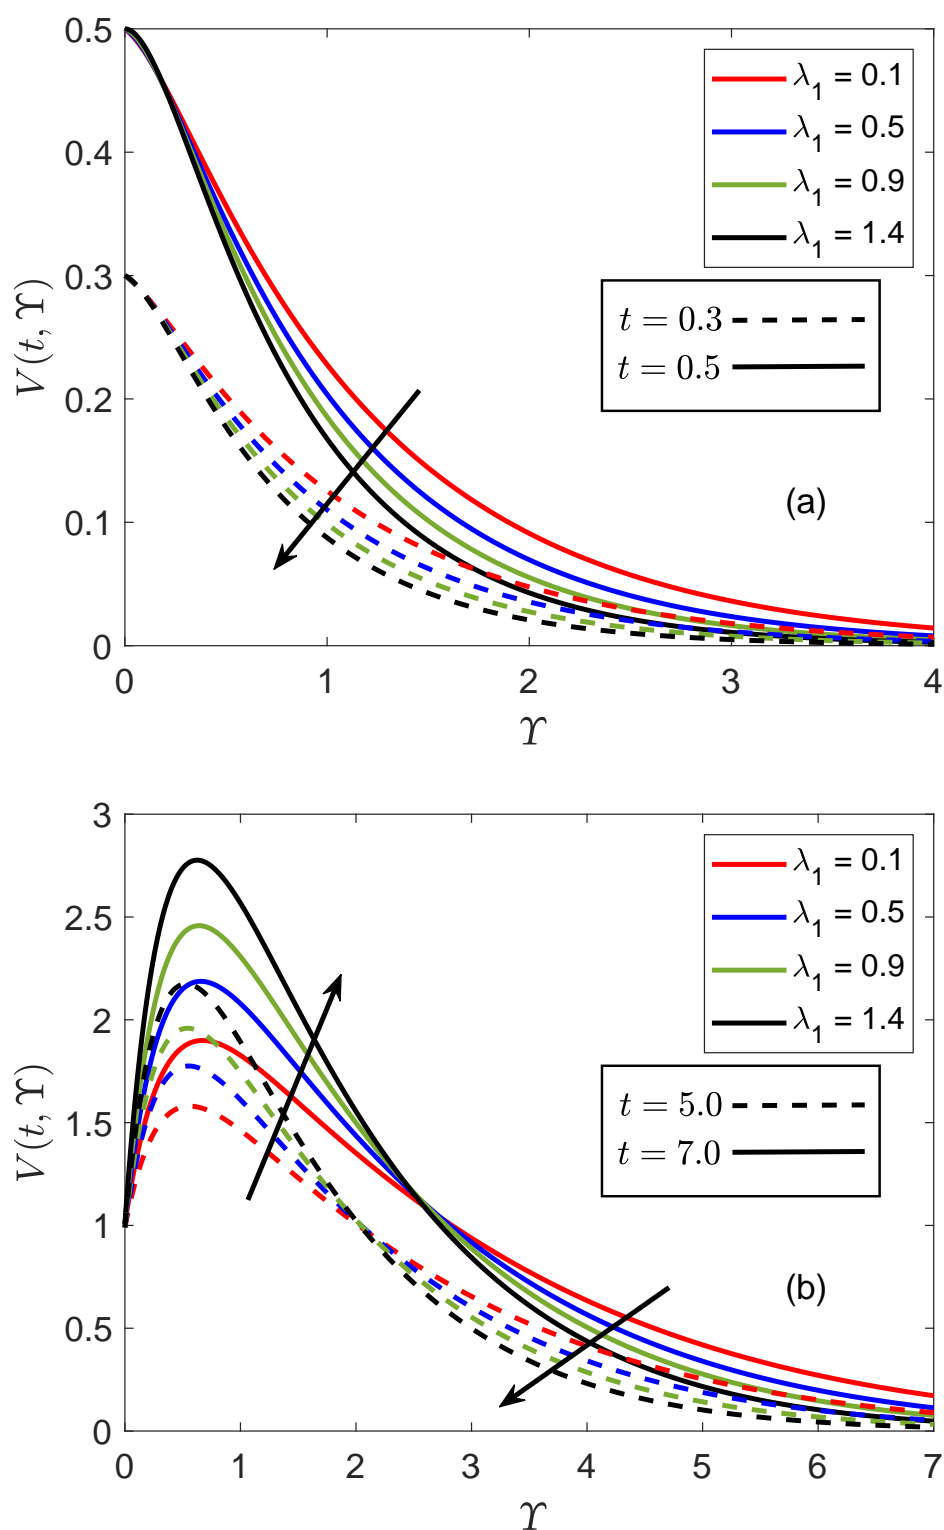 0.5
0.4
0.3
0.2
0.1
0
V(t, ϒ)
λ1 = 0.1
λ1 = 0.5
λ1 = 0.9
λ1 = 1.4
t = 0.3
t = 0.5
(a)
0 1 2 3 4
ϒ
3
2.5
2
1.5
1
0.5
0
V(t, ϒ)
λ1 = 0.1
λ1 = 0.5
λ1 = 0.9
λ1 = 1.4
t = 5.0
t = 7.0
(b)
0 1 2 3 4 5 6 7
ϒ